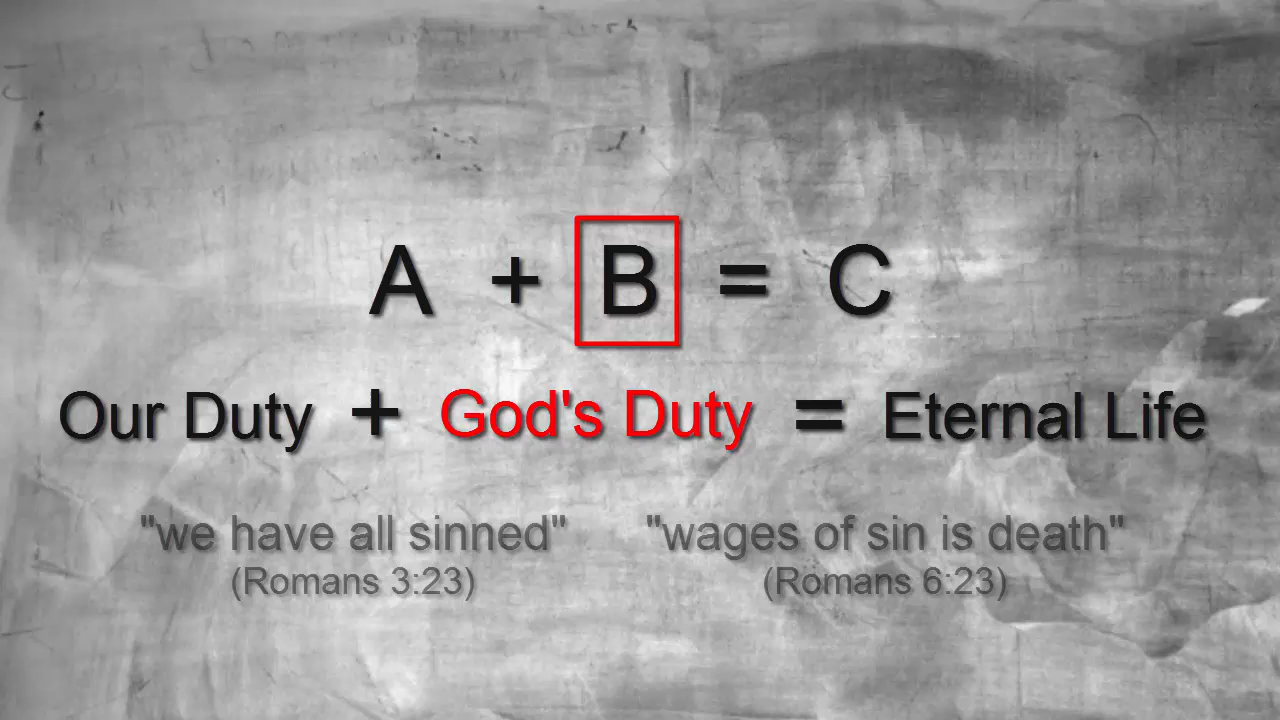 A + B = C
Our Duty + God's Duty = Eternal Life
"we have all sinned" "wages of sin is death"
(Romans 3:23) (Romans 6:23)